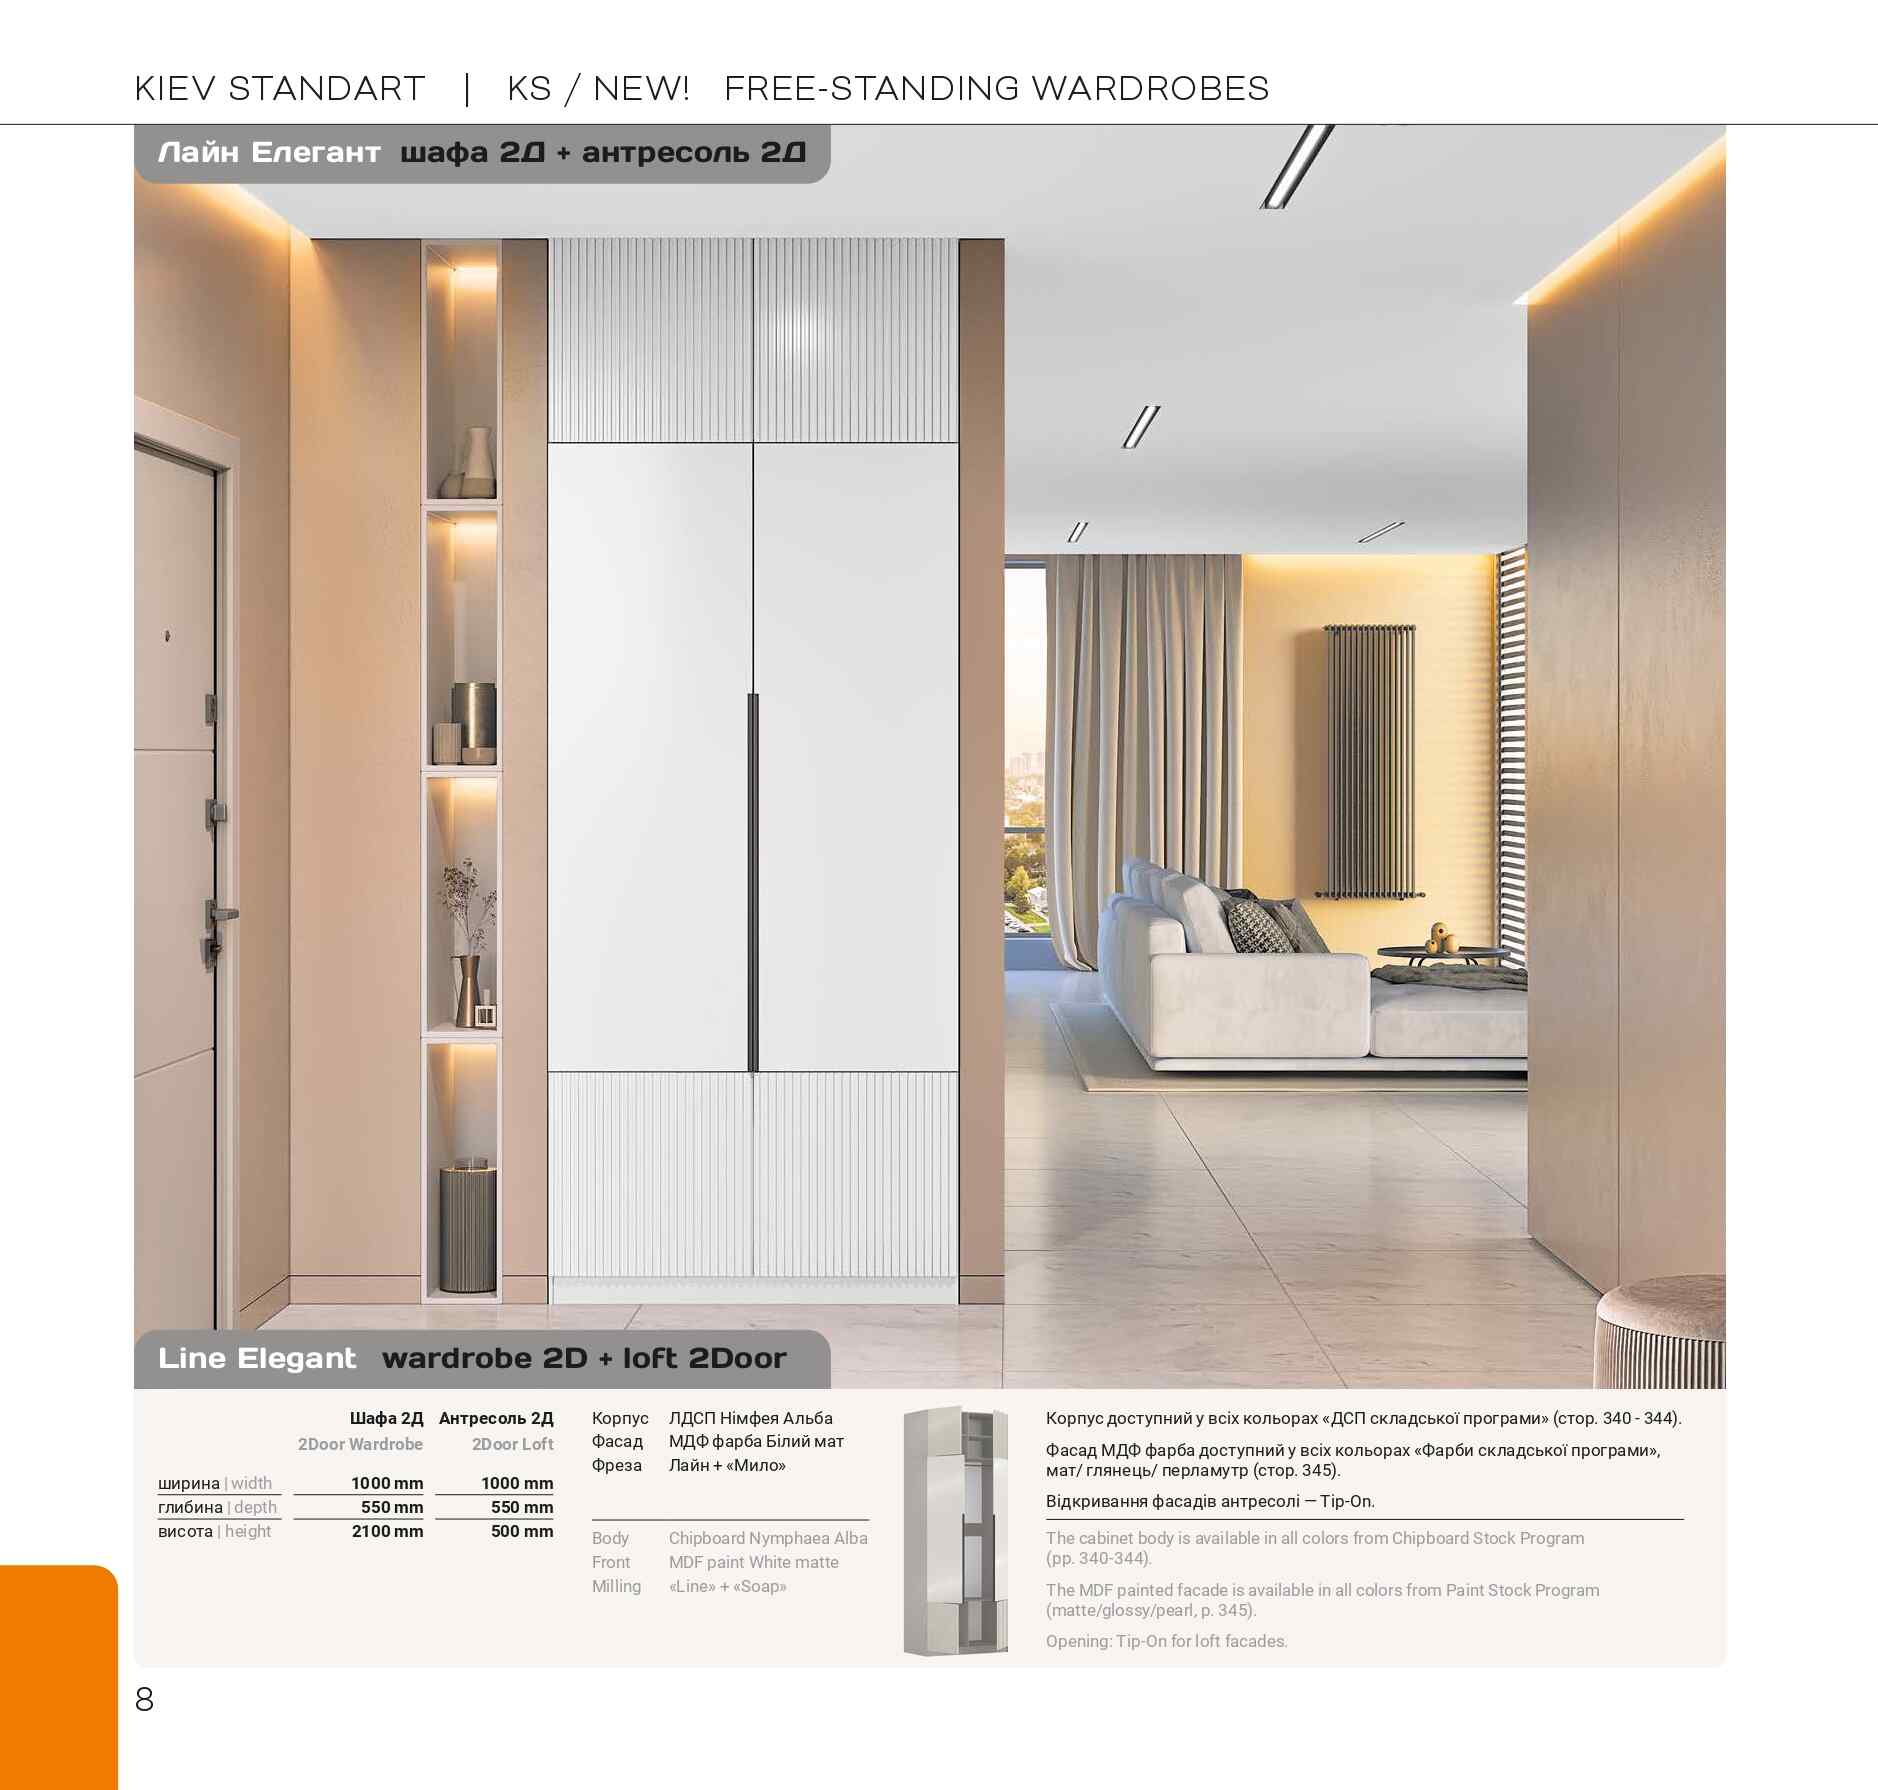 KIEV STANDART | KS / NEW! FREE-STANDING WARDROBES
Лайн Елегант шафа 2Д + антресоль 2Д
Line Elegant wardrobe 2D + loft 2Door
Шафа 2Д Антресоль 2Д
2Door Wardrobe 2Door Loft
ширина | width 1000 mm 1000 mm
глибина | depth 550 mm 550 mm
висота | height 2100 mm 500 mm
Корпус ЛДСП Німфея Альба
Фасад МДФ фарба Білий мат
Фреза Лайн + «Мило»
Body Chipboard Nymphaea Alba
Front MDF paint White matte
Milling «Line» + «Soap»
Корпус доступний у всіх кольорах «ДСП складської програми» (стор. 340 - 344).
Фасад МДФ фарба доступний у всіх кольорах «Фарби складської програми»,
мат/ глянець/ перламутр (стор. 345).
Відкривання фасадів антресолі — Tip-On.
The cabinet body is available in all colors from Chipboard Stock Program
(pp. 340-344).
The MDF painted facade is available in all colors from Paint Stock Program
(matte/glossy/pearl, p. 345).
Opening: Tip-On for loft facades.
8